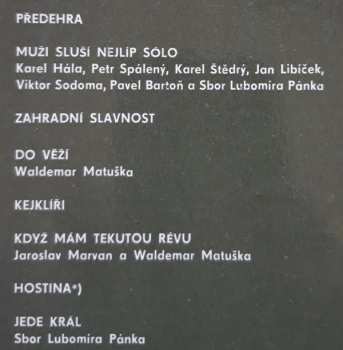 PŘEDEHRA
MUŽI SLUŠÍ NEJLÍP SÓLO
Karel Hála, Petr Spálený, Karel Štědrý, Jan Libíček,
Viktor Sodoma, Pavel Bartoň a Sbor Lubomíra Pánka
ZAHRADNÍ SLAVNOST
DO VĚŽÍ
Waldemar Matuška
KEJKLÍŘI
KDYŽ MÁM TEKUTOU RÉVU
Jaroslav Marvan a Waldemar Matuška
HOSTINA*)
JEDE KRÁL
Sbor Lubomíra Pánka